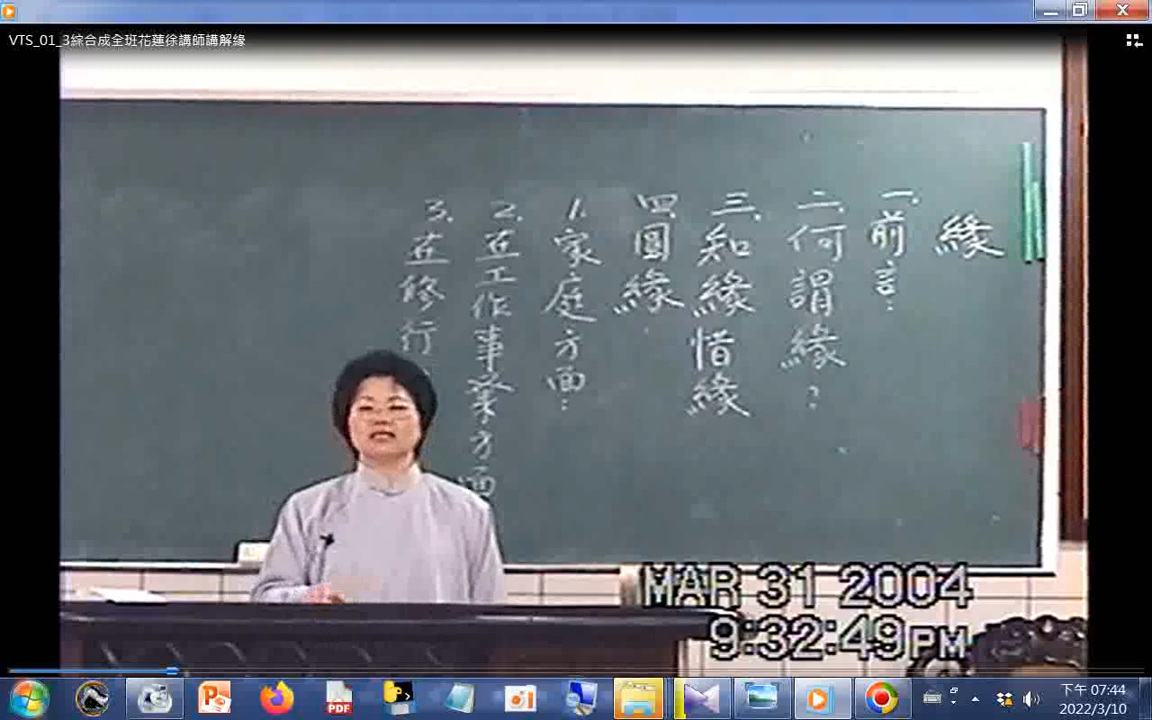 VTS_01_3綜合成全班花蓮徐講師講解緣
緣
一、前言：
二、何謂緣？
三、知緣惜緣
四、圓緣
1、家庭方面：
2、在工作事業方面
3、在修行
MAR 31 2004
9:32:49PM
PDF
下午 07:44
2022/3/10